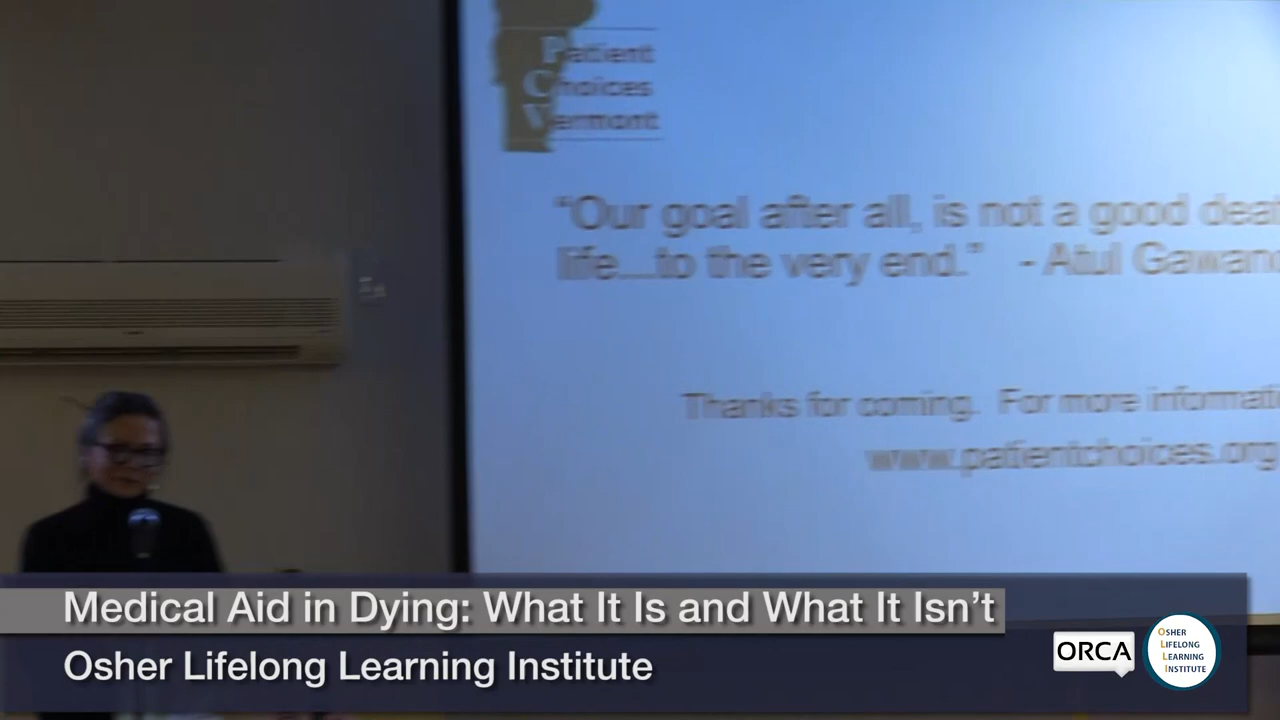 Patient
Choices
Vermont
“Our goal after all, is not a good
life...to the very end.” - Atul
Thanks for coming. For more
www.patientchoices.org
Medical Aid in Dying: What It Is and What It Isn’t
Osher Lifelong Learning Institute
ORCA
OSHER
LIFELONG
LEARNING
INSTITUTE